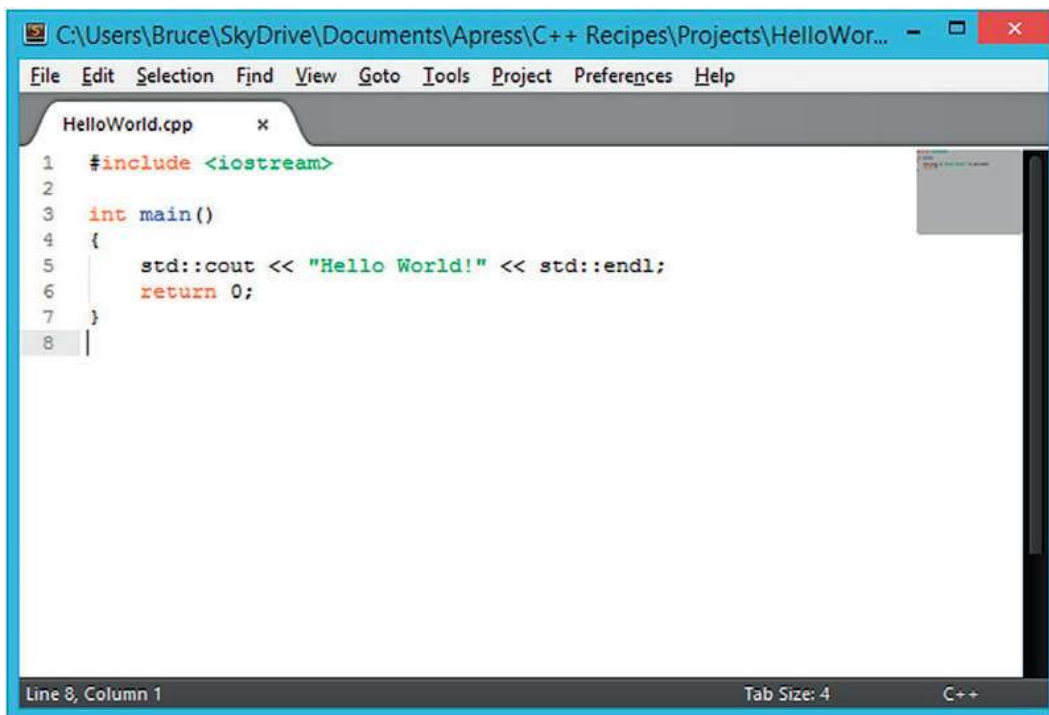 C:\Users\Bruce\SkyDrive\Documents\Apress\C++ Recipes\Projects\HelloWor...
File Edit Selection Find View Goto Tools Project Preferences Help
HelloWorld.cpp
1 #include <iostream>
2
3 int main()
4 {
5 std::cout << "Hello World!" << std::endl;
6 return 0;
7 }
8
Line 8, Column 1 Tab Size: 4 C++